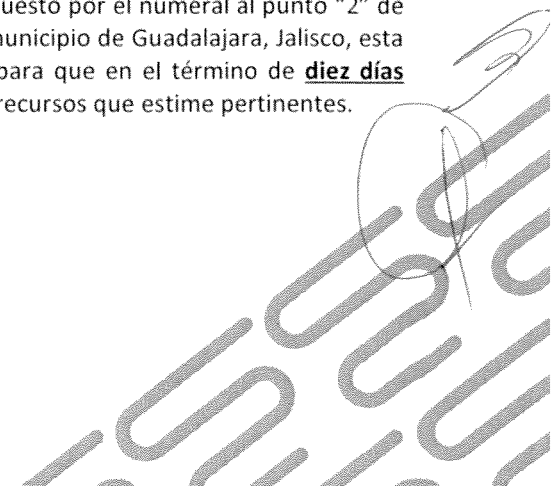 uesto por el numeral al punto "2" de
nunicipio de Guadalajara, Jalisco, esta
para que en el término de diez días
recursos que estime pertinentes.